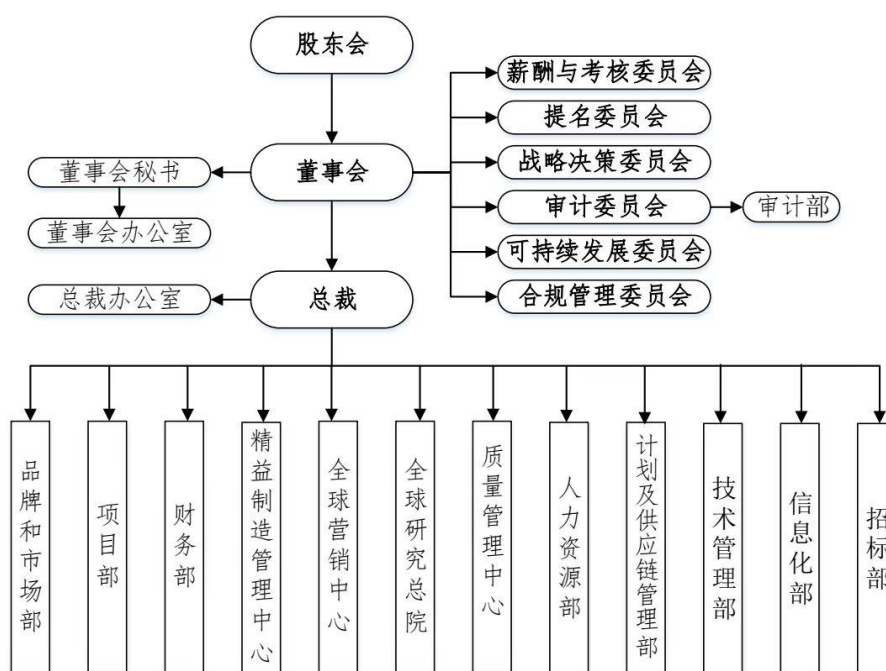 股东会
薪酬与考核委员会
提名委员会
战略决策委员会
董事会秘书
董事会
审计委员会
审计部
董事会办公室
可持续发展委员会
总裁办公室
总裁
合规管理委员会
品牌和市场部
项目部
财务部
精益制造管理中心
全球营销中心
全球研究总院
质量管理中心
人力资源部
计划及供应链管理部
技术管理部
信息化部
招标部